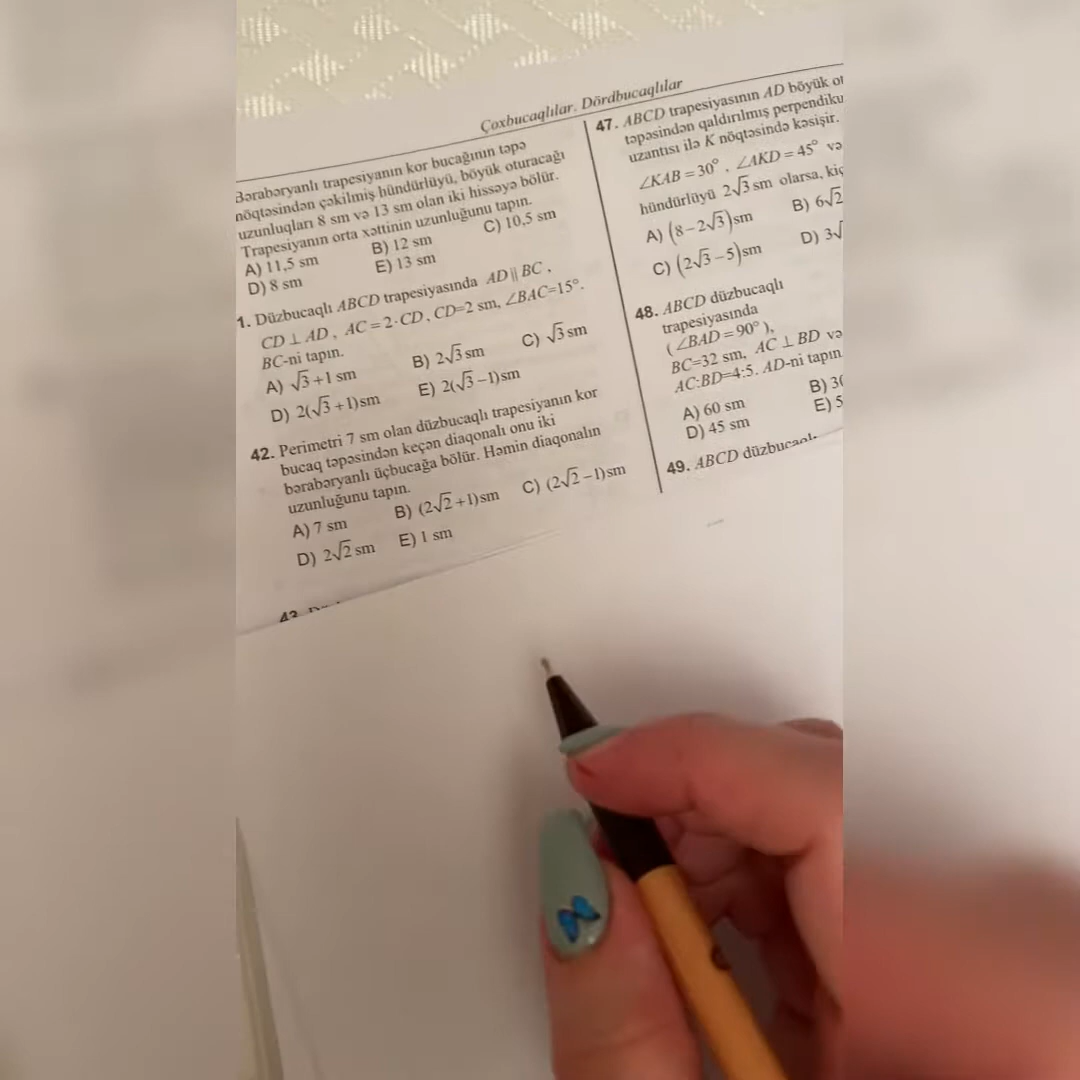 Çoxbucaqlılar. Dördbucaqlılar
Bərabəryanlı trapesiyanın kor bucağının təpə
nöqtəsindən çəkilmiş hündürlüyü, böyük oturacağı
uzunluqları 8 sm və 13 sm olan iki hissəyə bölür.
Trapesiyanın orta xəttinin uzunluğunu tapın.
A) 11,5 sm B) 12 sm C) 10,5 sm
D) 8 sm E) 13 sm
1. Düzbucaqlı ABCD trapesiyasında AD || BC,
CD ⊥ AD, AC = 2·CD, CD=2 sm, ∠BAC=15°.
BC-ni tapın.
A) √3+1 sm B) 2√3 sm C) √3 sm
D) 2(√3+1)sm E) 2(√3−1)sm
42. Perimetri 7 sm olan düzbucaqlı trapesiyanın kor
bucaq təpəsindən keçən diaqonalı onu iki
bərabəryanlı üçbucağa bölür. Həmin diaqonalın
uzunluğunu tapın.
A) 7 sm B) (2√2+1)sm C) (2√2−1)sm
D) 2√2 sm E) 1 sm
47. ABCD trapesiyasının AD böyük
təpəsindən qaldırılmış
uzantısı ilə K nöqtəsində kəsişir.
∠KAB = 30°, ∠AKD = 45° və
hündürlüyü 2√3 sm olarsa,
A) (8−2√3)sm B) 6√2
C) (2√3−5)sm D) 3√
48. ABCD düzbucaqlı
trapesiyasında
(∠BAD = 90°),
BC=32 sm, AC ⊥ BD və
AC:BD=4:5. AD-ni tapın
A) 60 sm B)
D) 45 sm E)
49. ABCD